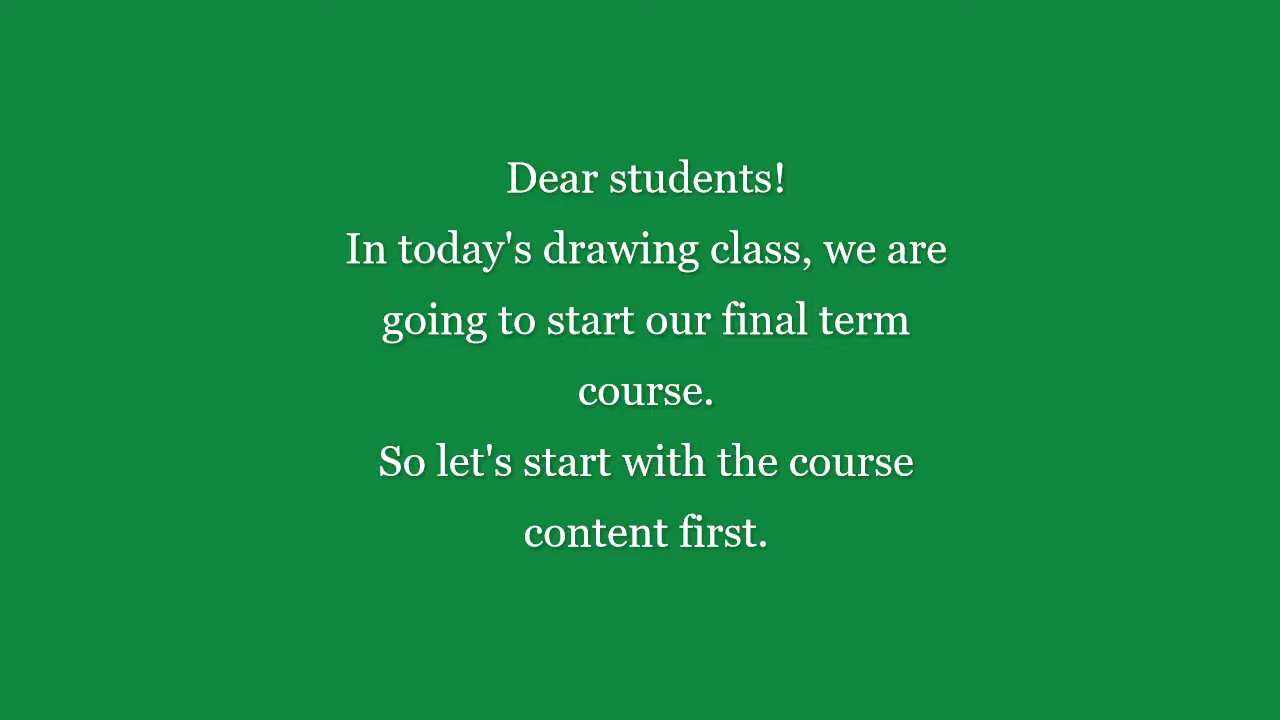 Dear students!
In today's drawing class, we are
going to start our final term
course.
So let's start with the course
content first.